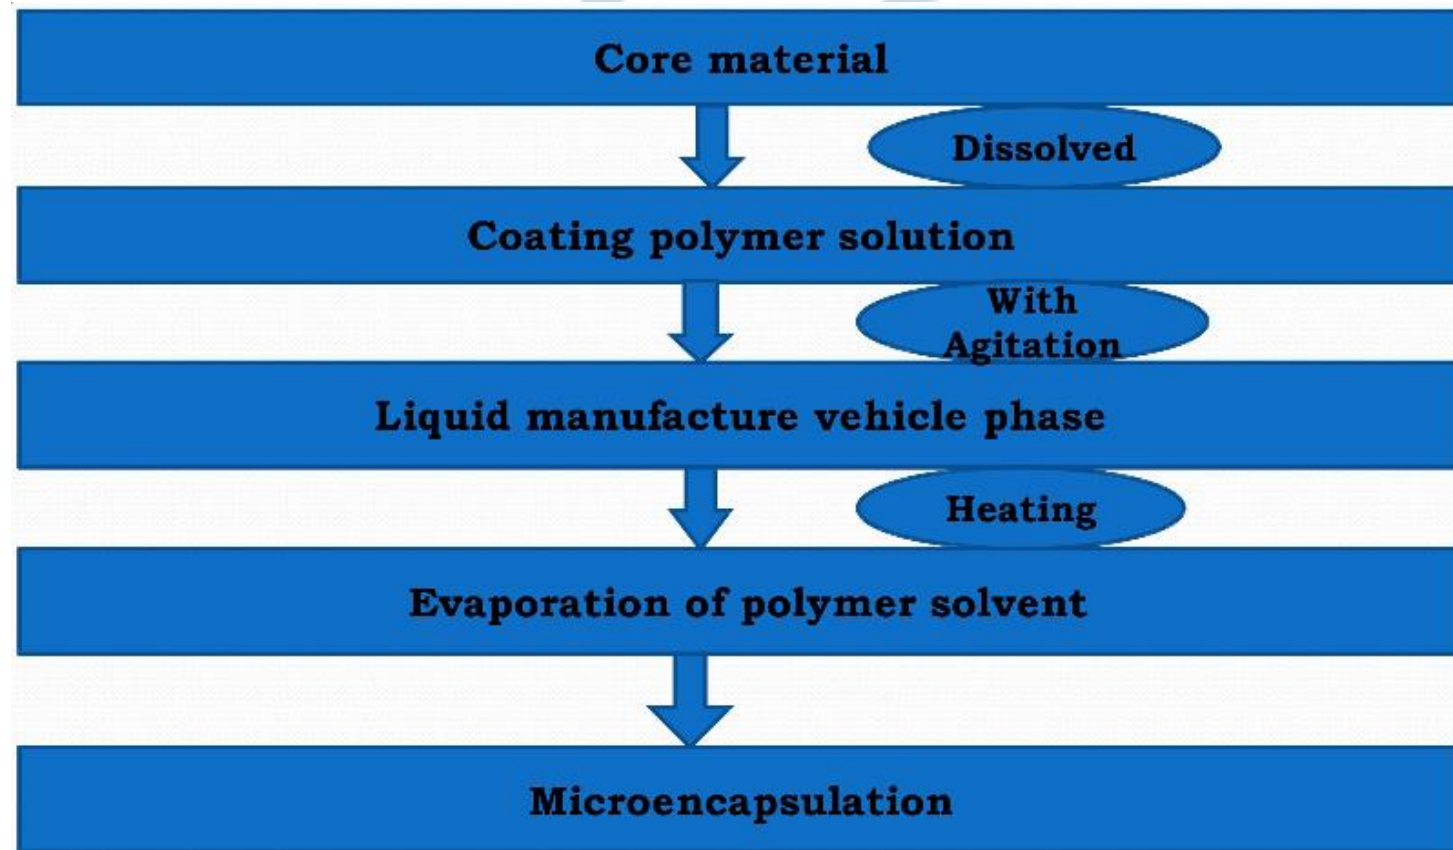 Core material
Dissolved
Coating polymer solution
With
Agitation
Liquid manufacture vehicle phase
Heating
Evaporation of polymer solvent
Microencapsulation